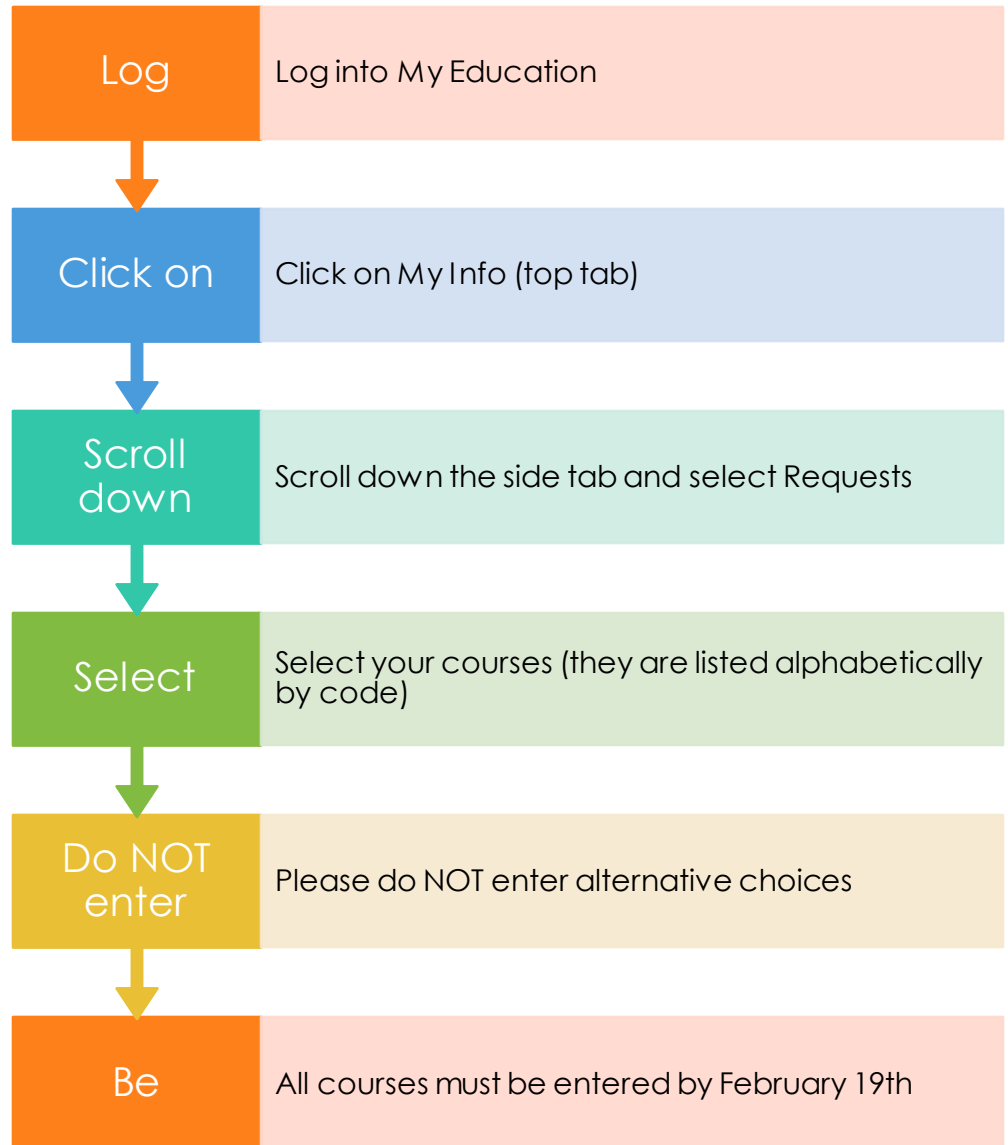 Log
Log into My Education
Click on
Click on My Info (top tab)
Scroll
down
Scroll down the side tab and select Requests
Select
Select your courses (they are listed alphabetically
by code)
Do NOT
enter
Please do NOT enter alternative choices
Be
All courses must be entered by February 19th